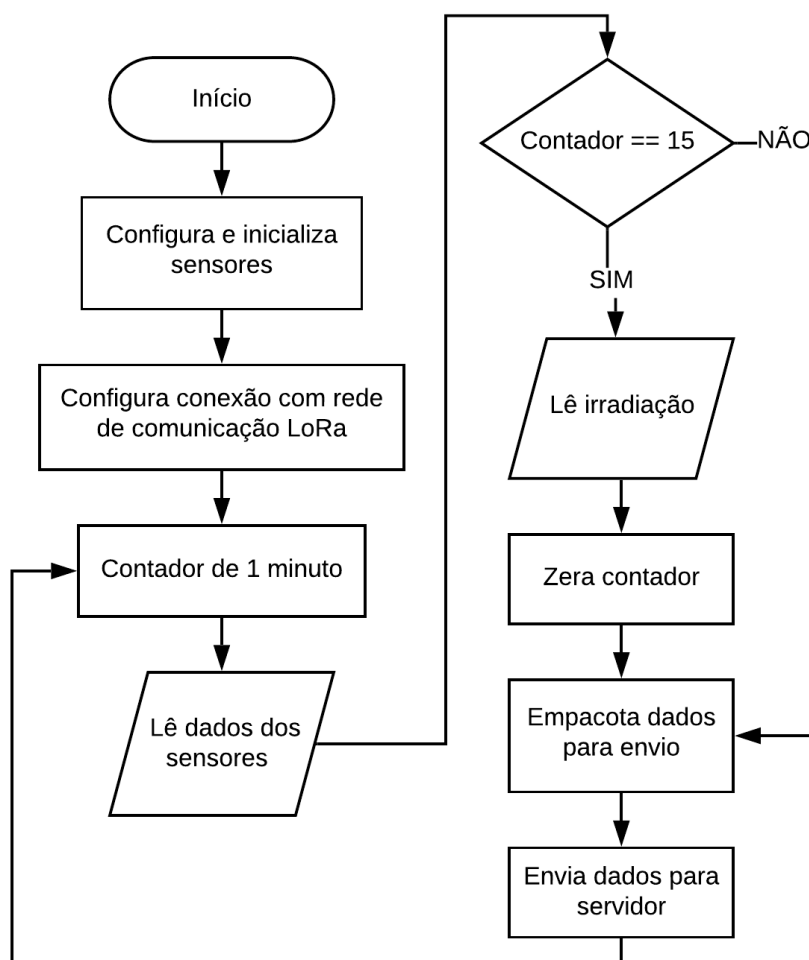 Início
Configura e inicializa
sensores
Configura conexão com rede
de comunicação LoRa
Contador de 1 minuto
Lê dados dos
sensores
Contador == 15
NÃO
SIM
Lê irradiação
Zera contador
Empacota dados
para envio
Envia dados para
servidor